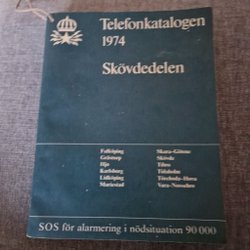 Telefonkatalogen
1974
Skövdedelen
Falköping
Grästorp
Hjo
Karlsborg
Lidköping
Mariestad
Skara-Götene
Skövde
Tibro
Tidaholm
Töreboda-Hova
Vara-Nossebro
SOS för alarmering i nödsituation 90 000